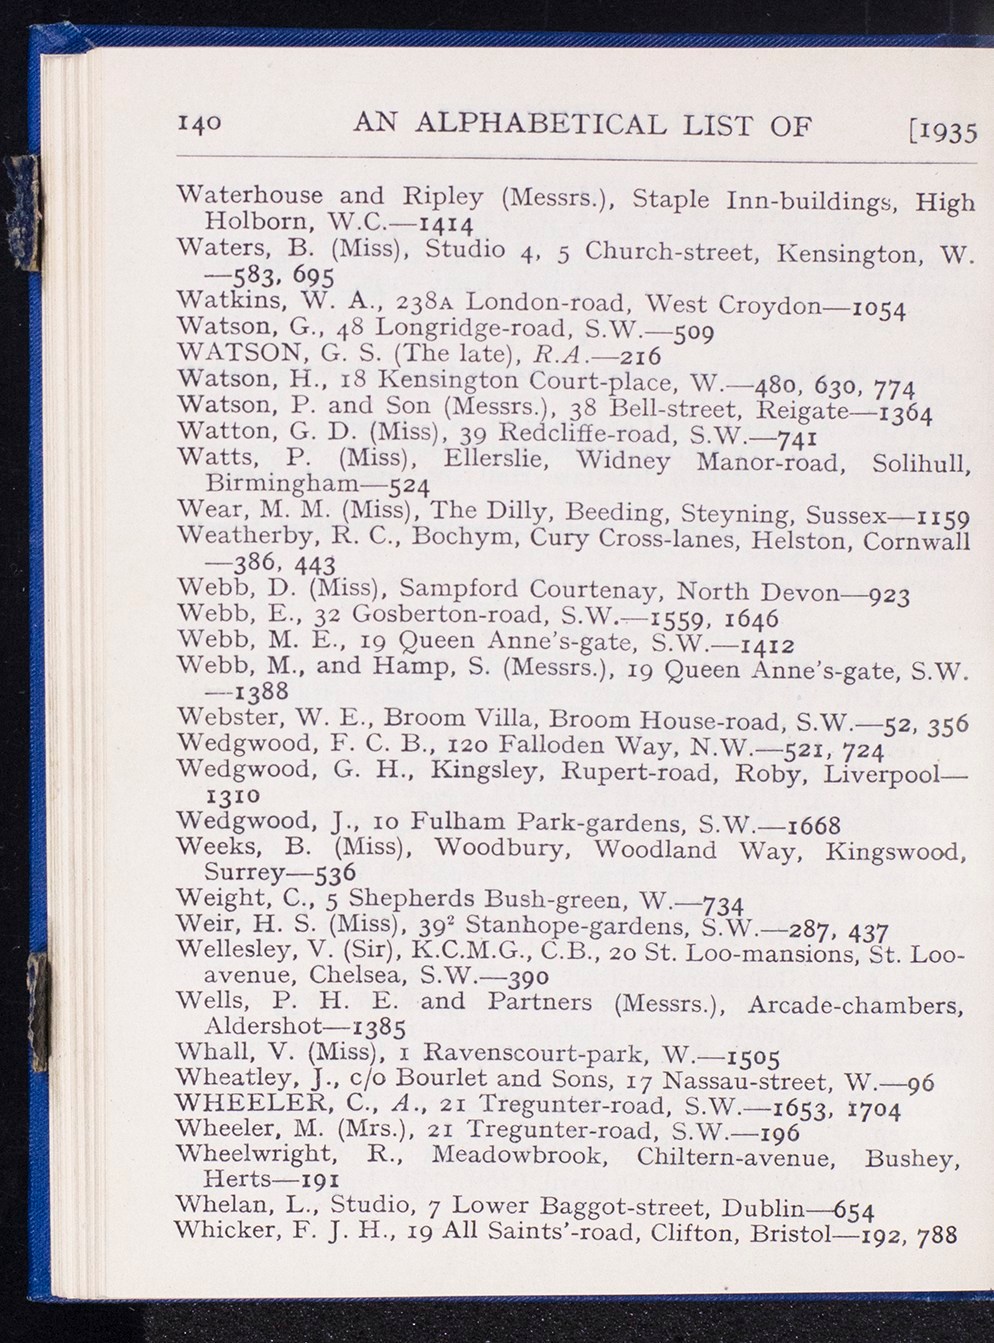 140 AN ALPHABETICAL LIST OF [1935
Waterhouse and Ripley (Messrs.), Staple Inn-buildings, High
Holborn, W.C.—1414
Waters, B. (Miss), Studio 4, 5 Church-street, Kensington, W.
—583, 695
Watkins, W. A., 238A London-road, West Croydon—1054
Watson, G., 48 Longridge-road, S.W.—509
WATSON, G. S. (The late), R.A.—216
Watson, H., 18 Kensington Court-place, W.—480, 630, 774
Watson, P. and Son (Messrs.), 38 Bell-street, Reigate—1364
Watton, G. D. (Miss), 39 Redcliffe-road, S.W.—741
Watts, P. (Miss), Ellerslie, Widney Manor-road, Solihull,
Birmingham—524
Wear, M. M. (Miss), The Dilly, Beeding, Steyning, Sussex—1159
Weatherby, R. C., Bochym, Cury Cross-lanes, Helston, Cornwall
—386, 443
Webb, D. (Miss), Sampford Courtenay, North Devon—923
Webb, E., 32 Gosberton-road, S.W.—1559, 1646
Webb, M. E., 19 Queen Anne's-gate, S.W.—1412
Webb, M., and Hamp, S. (Messrs.), 19 Queen Anne's-gate, S.W.
—1388
Webster, W. E., Broom Villa, Broom House-road, S.W.—52, 356
Wedgwood, F. C. B., 120 Falloden Way, N.W.—521, 724
Wedgwood, G. H., Kingsley, Rupert-road, Roby, Liverpool—
1310
Wedgwood, J., 10 Fulham Park-gardens, S.W.—1668
Weeks, B. (Miss), Woodbury, Woodland Way, Kingswood,
Surrey—536
Weight, C., 5 Shepherds Bush-green, W.—734
Weir, H. S. (Miss), 39² Stanhope-gardens, S.W.—287, 437
Wellesley, V. (Sir), K.C.M.G., C.B., 20 St. Loo-mansions, St. Loo-
avenue, Chelsea, S.W.—390
Wells, P. H. E. and Partners (Messrs.), Arcade-chambers,
Aldershot—1385
Whall, V. (Miss), 1 Ravenscourt-park, W.—1505
Wheatley, J., c/o Bourlet and Sons, 17 Nassau-street, W.—96
WHEELER, C., A., 21 Tregunter-road, S.W.—1653, 1704
Wheeler, M. (Mrs.), 21 Tregunter-road, S.W.—196
Wheelwright, R., Meadowbrook, Chiltern-avenue, Bushey,
Herts—191
Whelan, L., Studio, 7 Lower Baggot-street, Dublin—654
Whicker, F. J. H., 19 All Saints'-road, Clifton, Bristol—192, 788